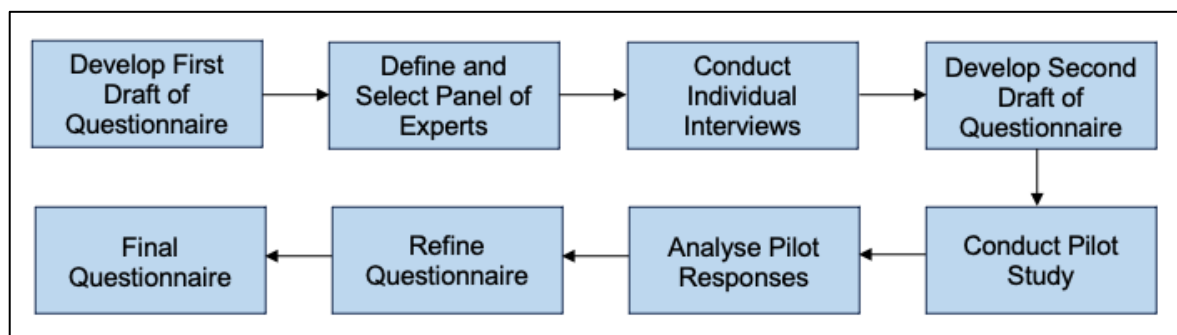 Develop First
Draft of
Questionnaire
Define and
Select Panel of
Experts
Conduct
Individual
Interviews
Develop Second
Draft of
Questionnaire
Conduct Pilot
Study
Analyse Pilot
Responses
Refine
Questionnaire
Final
Questionnaire